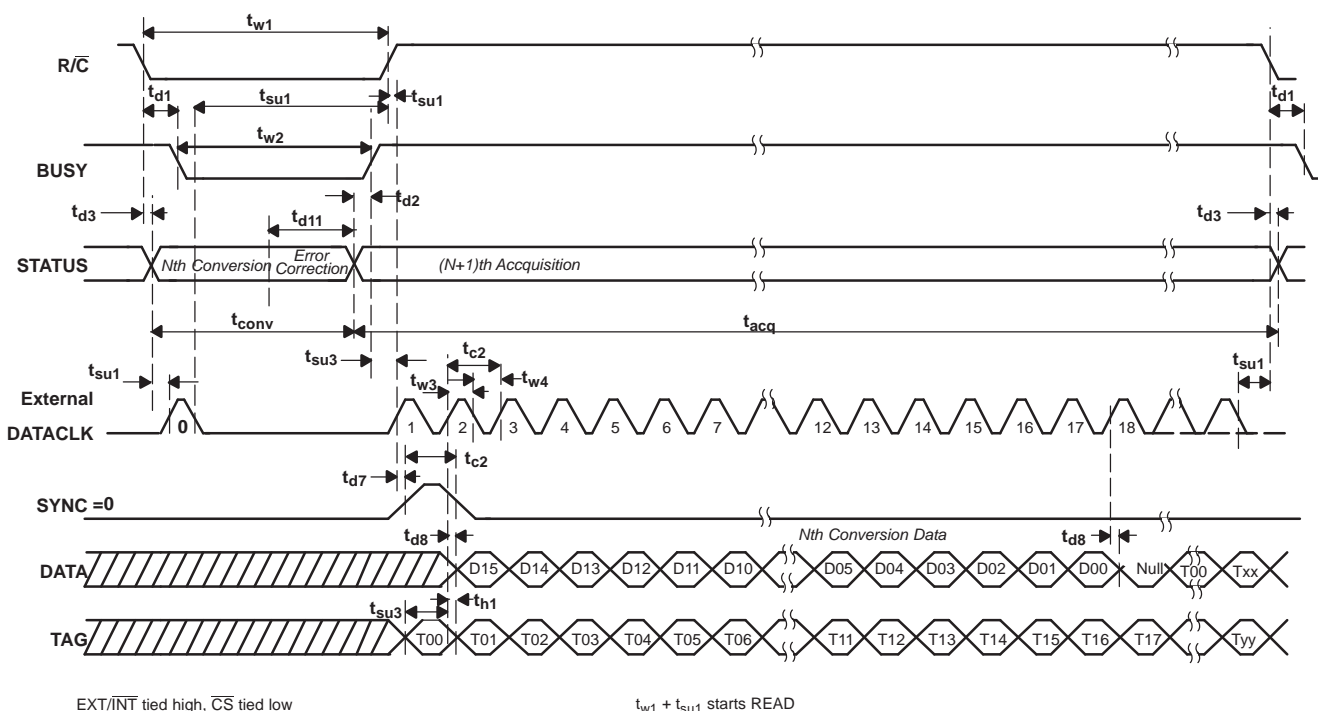 tw1
R/C
td1
tsu1
tsu1
td1
tw2
BUSY
td2
td3
td11
td3
STATUS
Nth Conversion
Error
Correction
(N+1)th Accquisition
tconv
tacq
tsu3
tc2
tsu1
tw3
tw4
tsu1
External
DATACLK
0
1
2
3
4
5
6
7
12
13
14
15
16
17
18
tc2
td7
SYNC =0
Nth Conversion Data
td8
td8
DATA
D15
D14
D13
D12
D11
D10
D05
D04
D03
D02
D01
D00
Null
T00
Txx
tsu3
th1
TAG
T00
T01
T02
T03
T04
T05
T06
T11
T12
T13
T14
T15
T16
T17
Tyy
EXT/INT tied high, CS tied low
tw1 + tsu1 starts READ